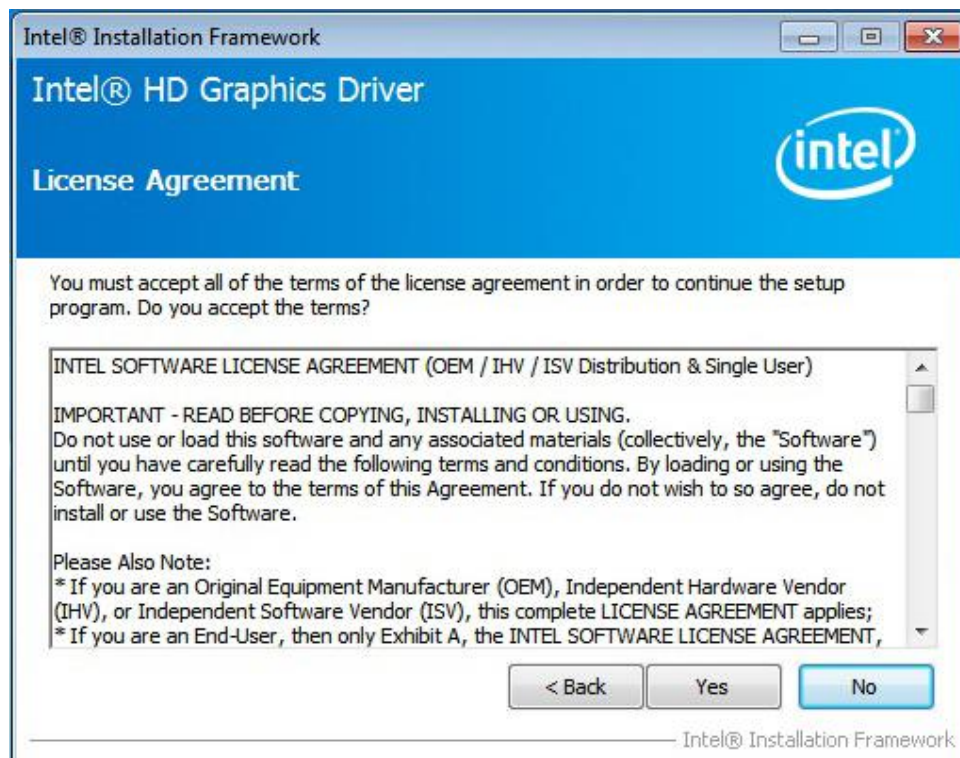 Intel® Installation Framework
Intel® HD Graphics Driver
intel
License Agreement
You must accept all of the terms of the license agreement in order to continue the setup
program. Do you accept the terms?
INTEL SOFTWARE LICENSE AGREEMENT (OEM / IHV / ISV Distribution & Single User)
IMPORTANT - READ BEFORE COPYING, INSTALLING OR USING.
Do not use or load this software and any associated materials (collectively, the "Software")
until you have carefully read the following terms and conditions. By loading or using the
Software, you agree to the terms of this Agreement. If you do not wish to so agree, do not
install or use the Software.
Please Also Note:
* If you are an Original Equipment Manufacturer (OEM), Independent Hardware Vendor
(IHV), or Independent Software Vendor (ISV), this complete LICENSE AGREEMENT applies;
* If you are an End-User, then only Exhibit A, the INTEL SOFTWARE LICENSE AGREEMENT,
< Back Yes No
Intel® Installation Framework